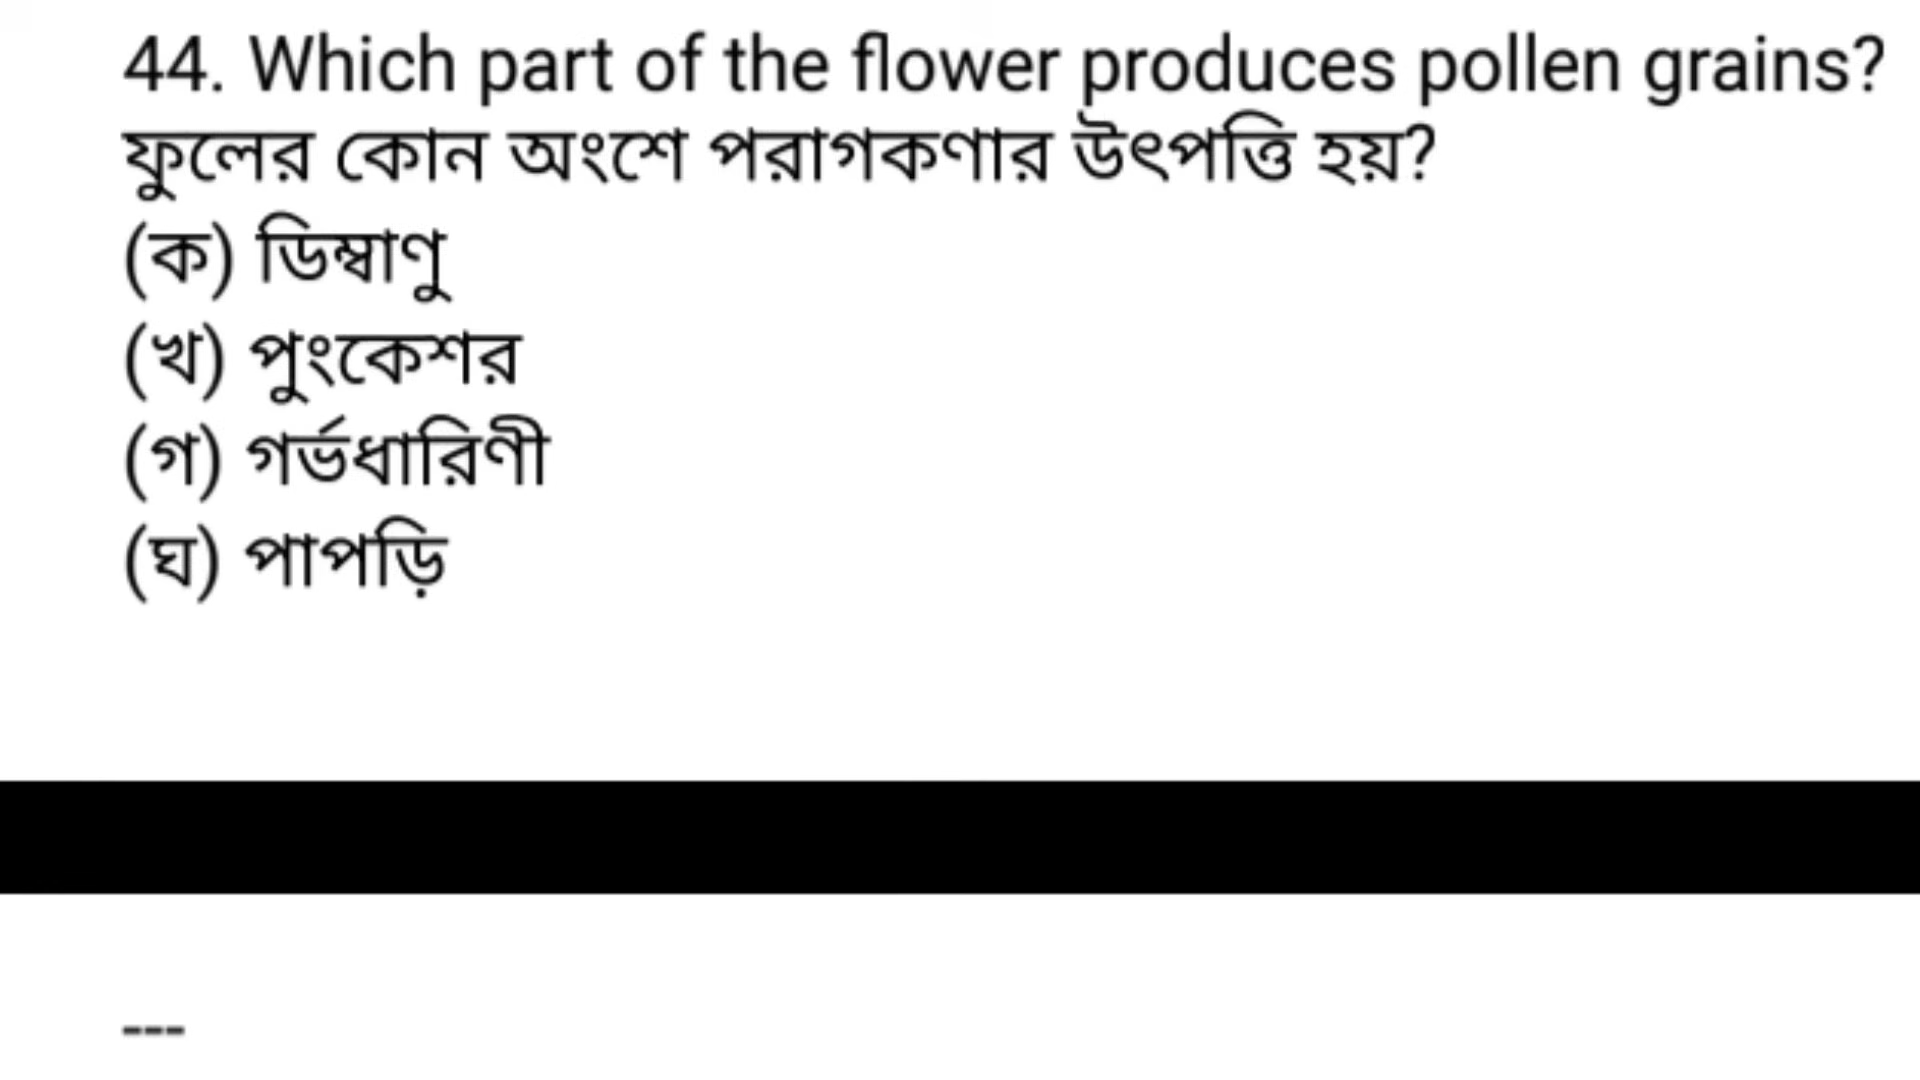 44. Which part of the flower produces pollen grains?
ফুলের কোন অংশে পরাগকণার উৎপত্তি হয়?
(ক) ডিম্বাণু
(খ) পুংকেশর
(গ) গর্ভধারিণী
(ঘ) পাপড়ি
---